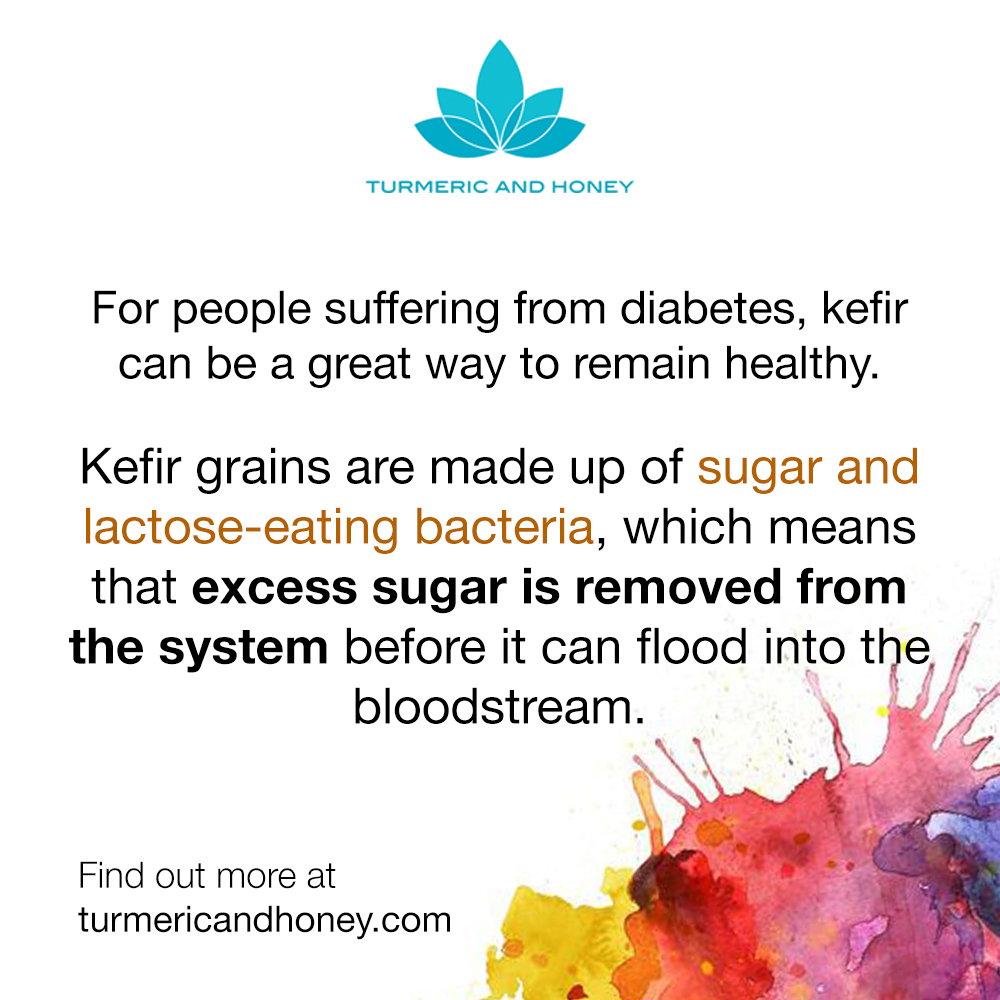 TURMERIC AND HONEY
For people suffering from diabetes, kefir
can be a great way to remain healthy.
Kefir grains are made up of sugar and
lactose-eating bacteria, which means
that excess sugar is removed from
the system before it can flood into the
bloodstream.
Find out more at
turmericandhoney.com